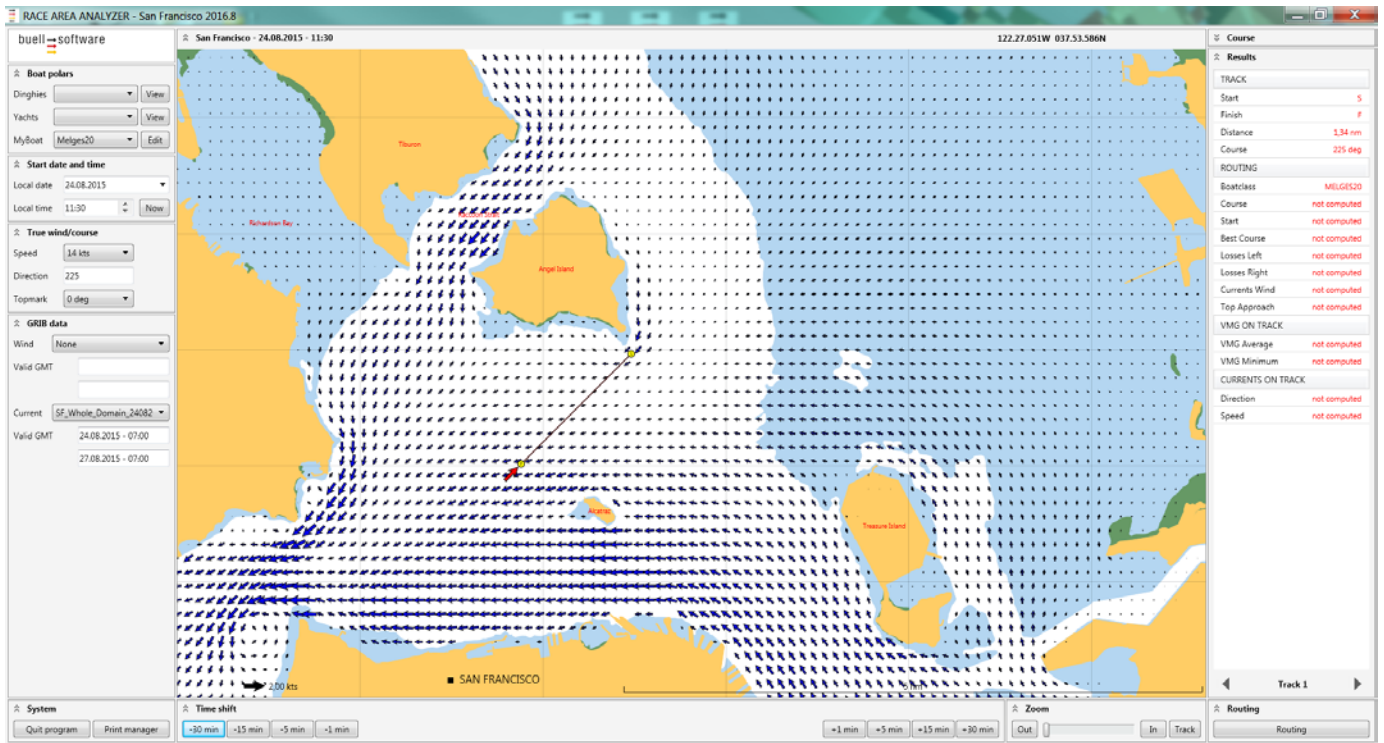 RACE AREA ANALYZER - San Francisco 2016.8
buell software
San Francisco - 24.08.2015 - 11:30
122.27.051W 037.53.586N
Boat polars
Dinghies View
Yachts View
MyBoat Melges20 Edit
Start date and time
Local date 24.08.2015
Local time 11:30 Now
True wind/course
Speed 14 kts
Direction 225
Topmark 0 deg
GRIB data
Wind None
Valid GMT
Current SF_Whole_Domain_24082
Valid GMT 24.08.2015 - 07:00
27.08.2015 - 07:00
System
Quit program Print manager
Tiburon
Richardson Bay
Raccoon Strait
Angel Island
Alcatraz
Treasure Island
SAN FRANCISCO
2,00 kts
5 nm
Time shift
-30 min -15 min -5 min -1 min
+1 min +5 min +15 min +30 min
Zoom
Out In Track
Course
Results
TRACK
Start S
Finish F
Distance 1,34 nm
Course 225 deg
ROUTING
Boatclass MELGES20
Course not computed
Start not computed
Best Course not computed
Losses Left not computed
Losses Right not computed
Currents Wind not computed
Top Approach not computed
VMG ON TRACK
VMG Average not computed
VMG Minimum not computed
CURRENTS ON TRACK
Direction not computed
Speed not computed
Track 1
Routing
Routing